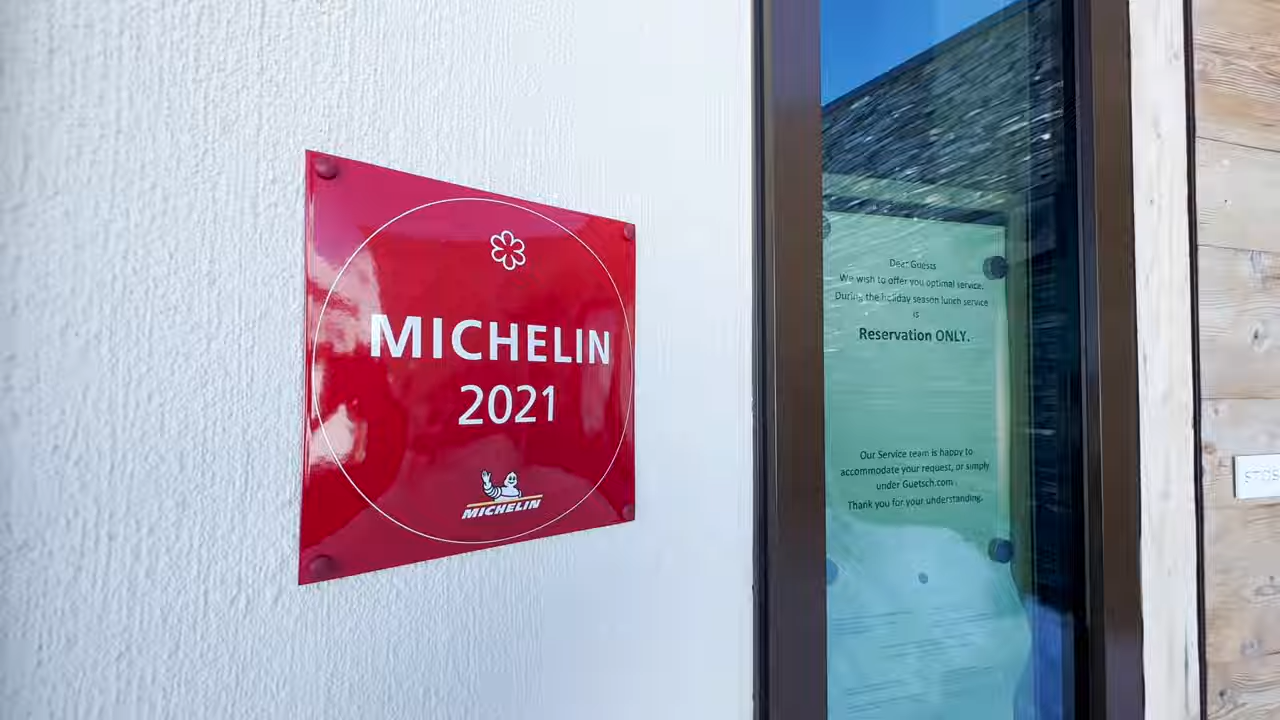 MICHELIN
2021
MICHELIN
Dear Guests
We wish to offer you optimal service.
During the holiday season lunch service
is
Reservation ONLY.
Our Service team is happy to
accommodate your request, or simply
under Guetsch.com .
Thank you for your understanding.